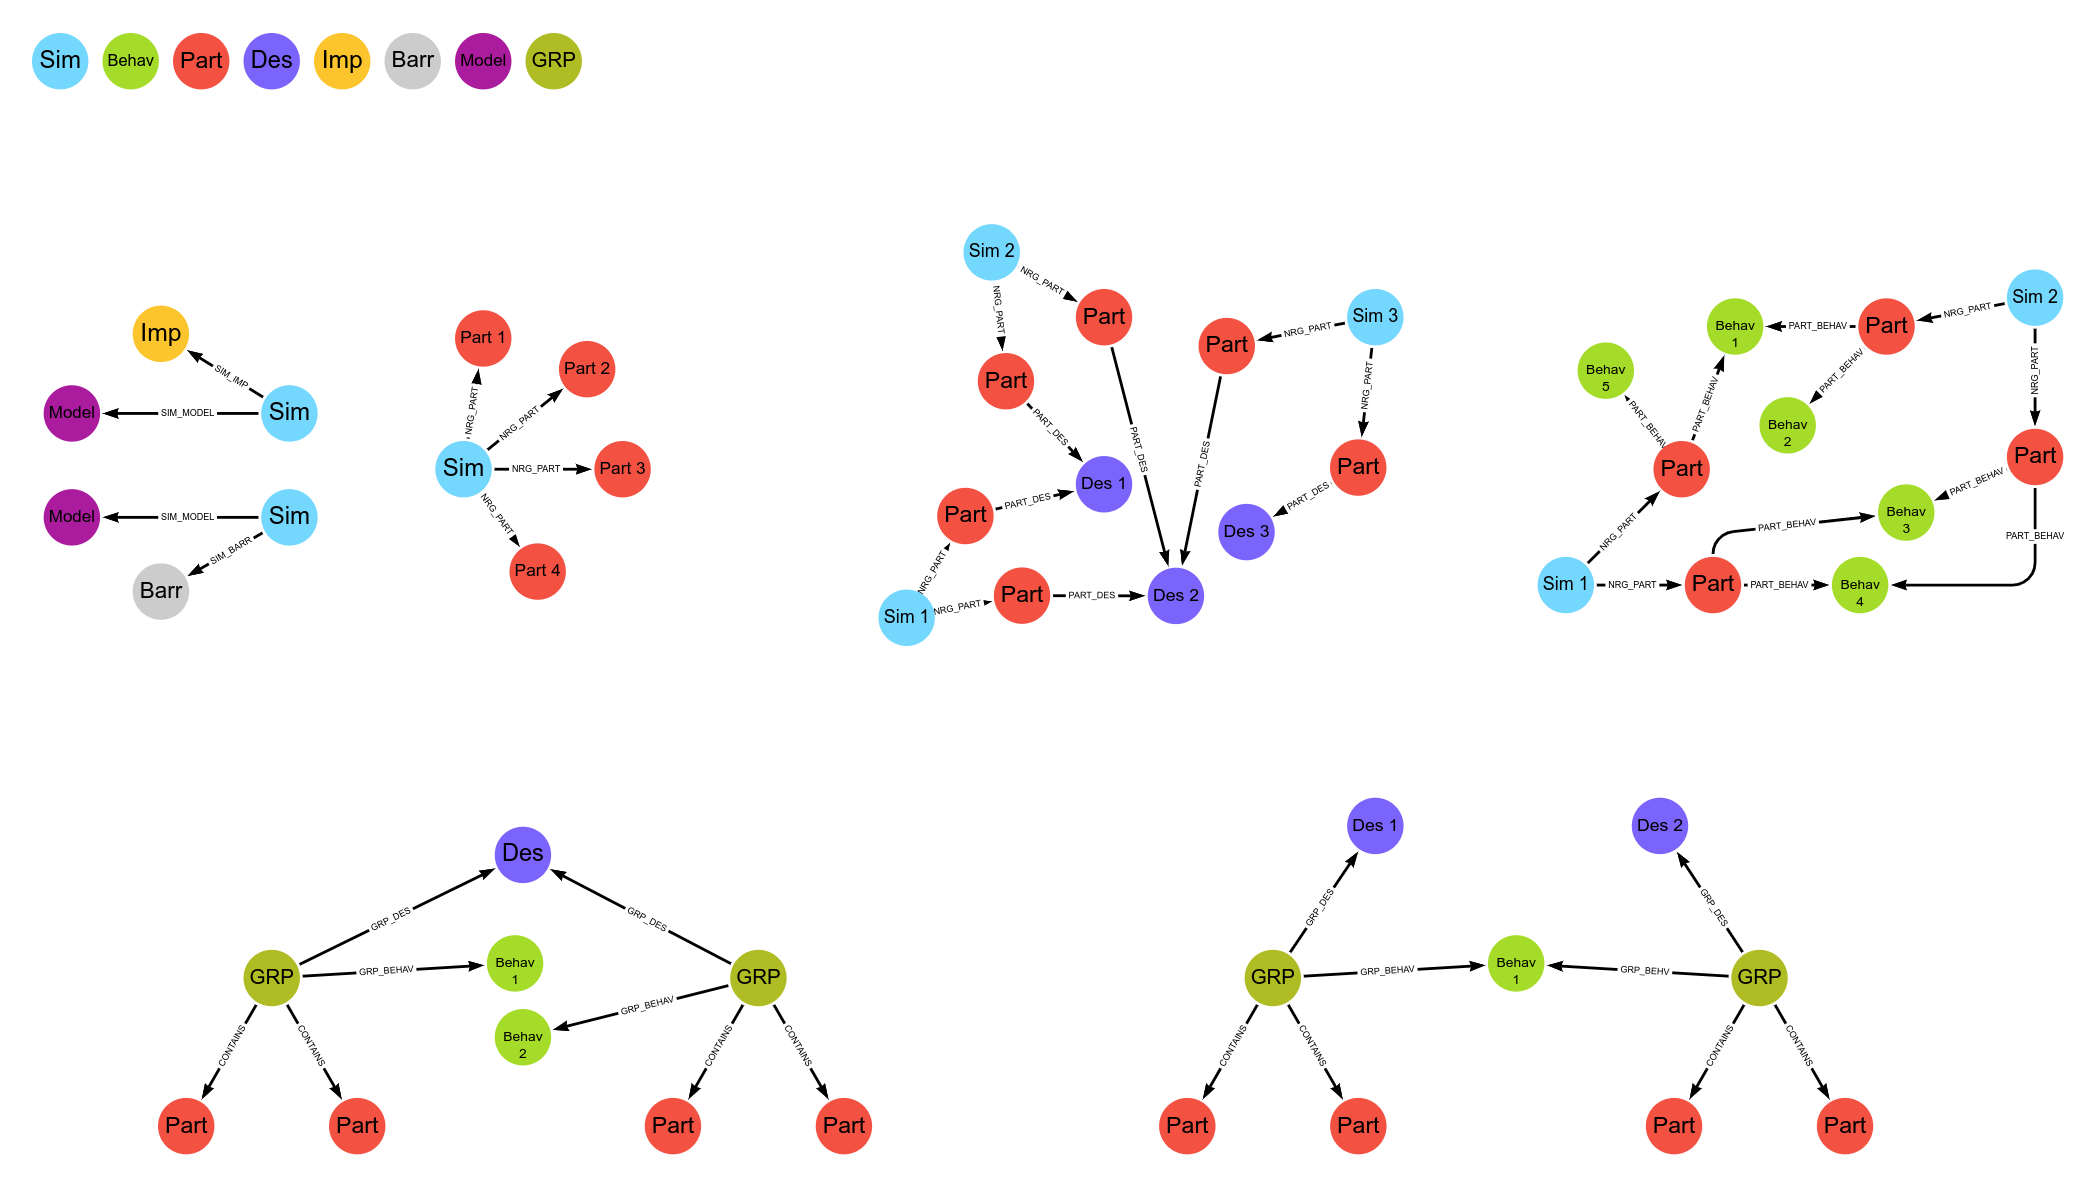 Sim
Behav
Part
Des
Imp
Barr
Model
GRP
Imp
SIM_IMP
Model
SIM_MODEL
Sim
Model
SIM_MODEL
Sim
SIM_BARR
Barr
Part 1
Part 2
NRG_PART
NRG_PART
Sim
NRG_PART
Part 3
NRG_PART
Part 4
Sim 2
NRG_PART
NRG_PART
Part
Part
Sim 3
NRG_PART
Part
NRG_PART
Part
PART_DES
PART_DES
PART_DES
Part
PART_DES
Des 1
Part
PART_DES
Des 3
NRG_PART
Sim 1
NRG_PART
Part
PART_DES
Des 2
Sim 2
NRG_PART
Part
PART_BEHAV
Behav
1
PART_BEHAV
Behav
2
NRG_PART
Behav
5
PART_BEHAV
PART_BEHAV
Part
Part
PART_BEHAV
Behav
3
PART_BEHAV
PART_BEHAV
NRG_PART
Sim 1
NRG_PART
Part
PART_BEHAV
Behav
4
Des
GRP_DES
GRP_DES
GRP
GRP_BEHAV
Behav
1
GRP
GRP_BEHAV
Behav
2
CONTAINS
CONTAINS
CONTAINS
CONTAINS
Part
Part
Part
Part
Des 1
Des 2
GRP_DES
GRP_DES
GRP
GRP_BEHAV
Behav
1
GRP_BEHV
GRP
CONTAINS
CONTAINS
CONTAINS
CONTAINS
Part
Part
Part
Part